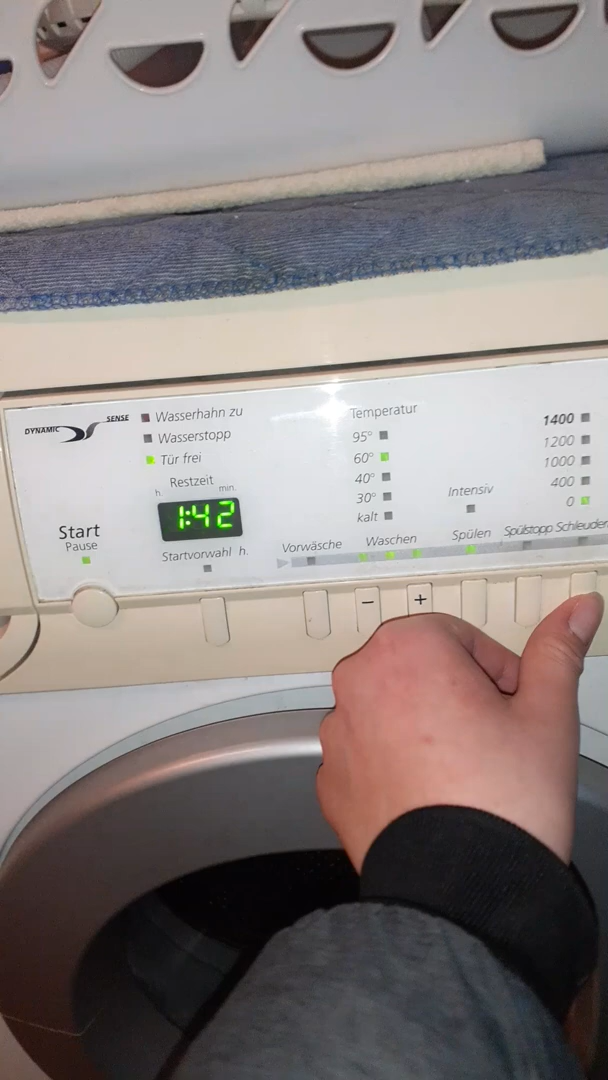 DYNAMIC SENSE
Wasserhahn zu
Wasserstopp
Tür frei
Restzeit
h. min.
1:42
Start
Pause
Startvorwahl h.
Temperatur
95°
60°
40°
30°
kalt
Intensiv
1400
1200
1000
400
0
Vorwäsche
Waschen
Spülen
Spülstopp
Schleudern
- +